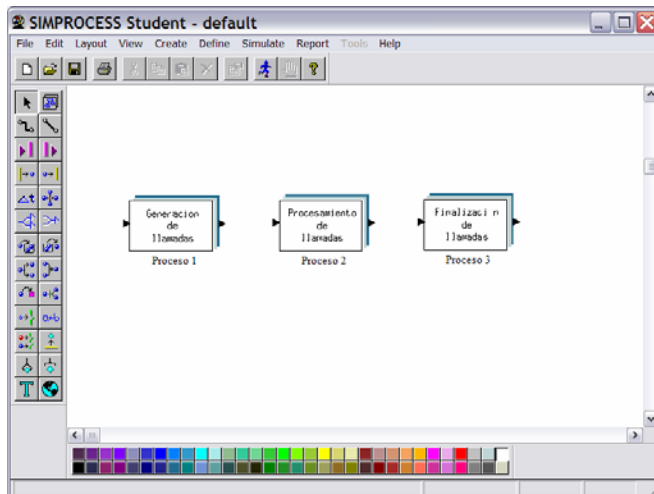 SIMPROCESS Student - default
File Edit Layout View Create Define Simulate Report Tools Help
Generacion
de
llamadas
Proceso 1
Procesamiento
de
llamadas
Proceso 2
Finalizaci n
de
llamadas
Proceso 3
Δt
a=b
T